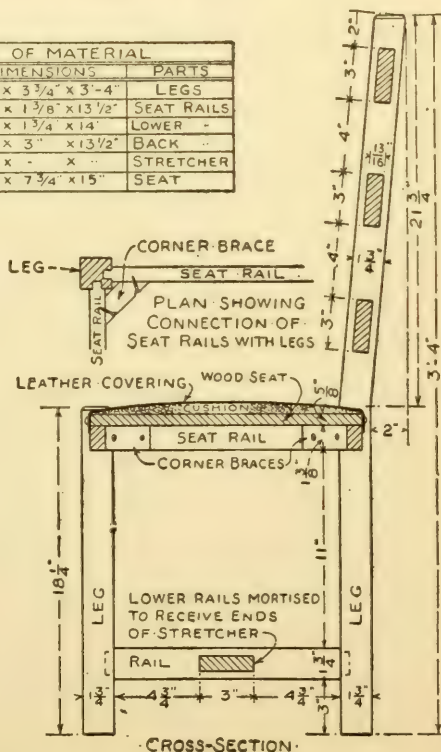 OF MATERIAL
IMENSIONS PARTS
× 3 3/4" × 3'-4" LEGS
× 1 3/8" × 13 1/2" SEAT RAILS
× 1 3/4" × 14" LOWER "
× 3" × 13 1/2" BACK "
× - × " STRETCHER
× 7 3/4" × 15" SEAT
CORNER BRACE
LEG
SEAT RAIL
SEAT RAIL
PLAN SHOWING
CONNECTION OF
SEAT RAILS WITH LEGS
LEATHER COVERING
WOOD SEAT
CUSHION
5/8"
SEAT RAIL
CORNER BRACES
1 3/8"
2"
3"
4"
13/16"
3"
4"
1 3/4"
3"
21 3/4"
3'-4"
2"
18 1/4"
11"
LEG
LEG
LOWER RAILS MORTISED
TO RECEIVE ENDS
OF STRETCHER
RAIL
1 3/4"
3"
1 3/4" 4 3/4" 3" 4 3/4" 1 3/4"
·CROSS-SECTION·